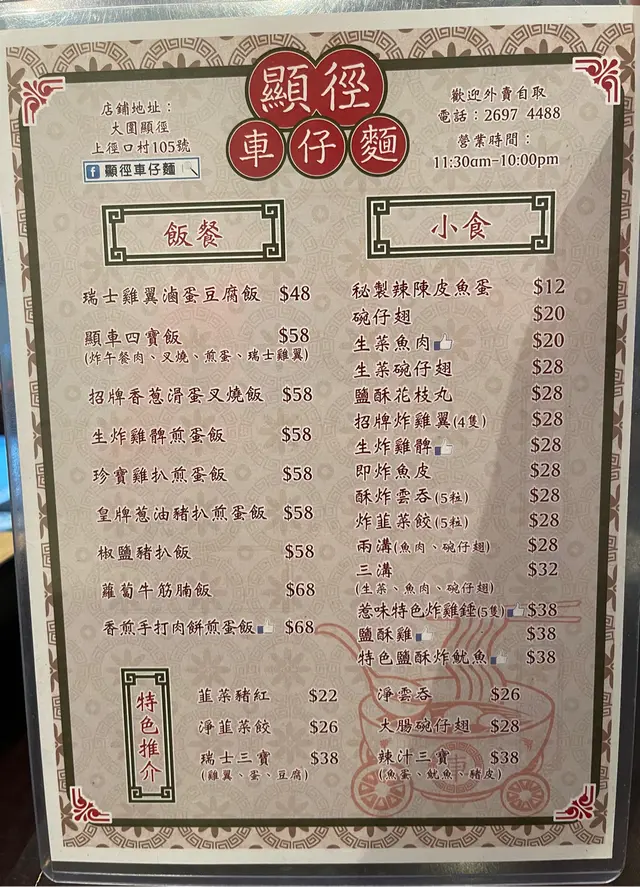 顯徑
車仔麵
店鋪地址：
大圍顯徑
上徑口村105號
f 顯徑車仔麵
歡迎外賣自取
電話：2697 4488
營業時間：
11:30am-10:00pm
飯餐
瑞士雞翼滷蛋豆腐飯 $48
顯車四寶飯 $58
(炸午餐肉、叉燒、煎蛋、瑞士雞翼)
招牌香蔥滑蛋叉燒飯 $58
生炸雞髀煎蛋飯 $58
珍寶雞扒煎蛋飯 $58
皇牌蔥油豬扒煎蛋飯 $58
椒鹽豬扒飯 $58
蘿蔔牛筋腩飯 $68
香煎手打肉餅煎蛋飯 $68
小食
秘製辣陳皮魚蛋 $12
碗仔翅 $20
生菜魚肉 $20
生菜碗仔翅 $28
鹽酥花枝丸 $28
招牌炸雞翼(4隻) $28
生炸雞髀 $28
即炸魚皮 $28
酥炸雲吞(5粒) $28
炸韮菜餃(5粒) $28
兩溝(魚肉、碗仔翅) $28
三溝 $32
(生菜、魚肉、碗仔翅)
惹味特色炸雞錘(5隻) $38
鹽酥雞 $38
特色鹽酥炸魷魚 $38
特色推介
韮菜豬紅 $22
淨韮菜餃 $26
瑞士三寶 $38
(雞翼、蛋、豆腐)
淨雲吞 $26
大腸碗仔翅 $28
辣汁三寶 $38
(魚蛋、魷魚、豬皮)